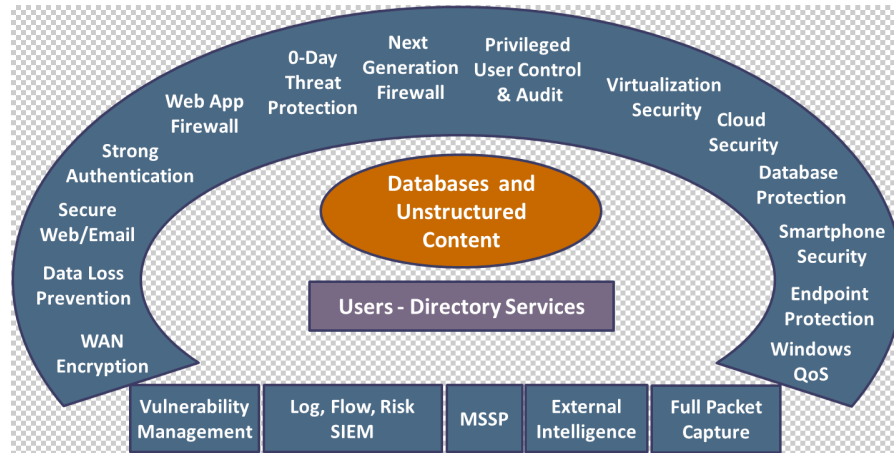 WAN
Encryption
Data Loss
Prevention
Secure
Web/Email
Strong
Authentication
Web App
Firewall
0-Day
Threat
Protection
Next
Generation
Firewall
Privileged
User Control
& Audit
Virtualization
Security
Cloud
Security
Database
Protection
Smartphone
Security
Endpoint
Protection
Windows
QoS
Databases and
Unstructured
Content
Users - Directory Services
Vulnerability
Management
Log, Flow, Risk
SIEM
MSSP
External
Intelligence
Full Packet
Capture